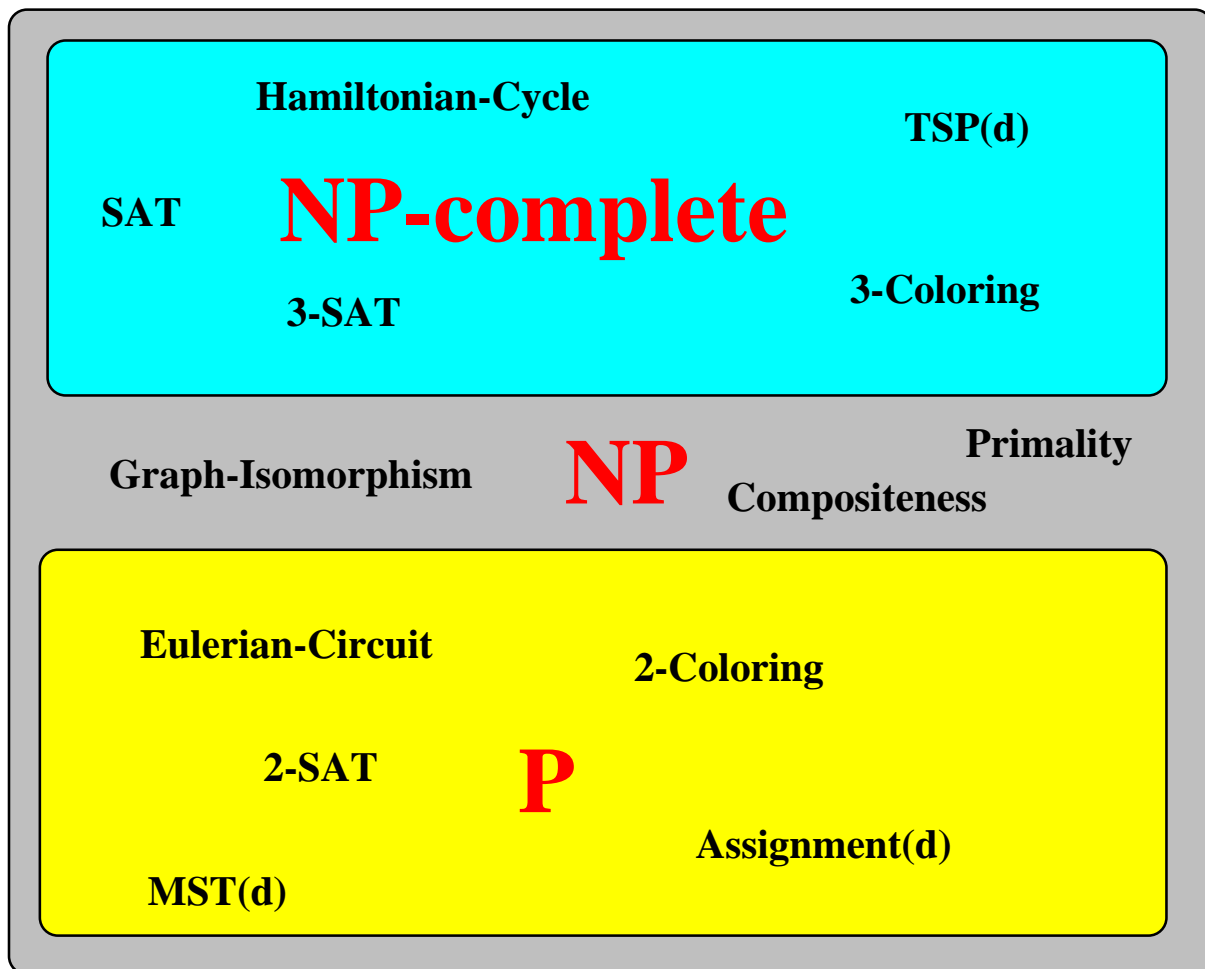 Hamiltonian-Cycle
TSP(d)
SAT
NP-complete
3-SAT
3-Coloring
Graph-Isomorphism
NP
Primality
Compositeness
Eulerian-Circuit
2-Coloring
2-SAT
P
Assignment(d)
MST(d)